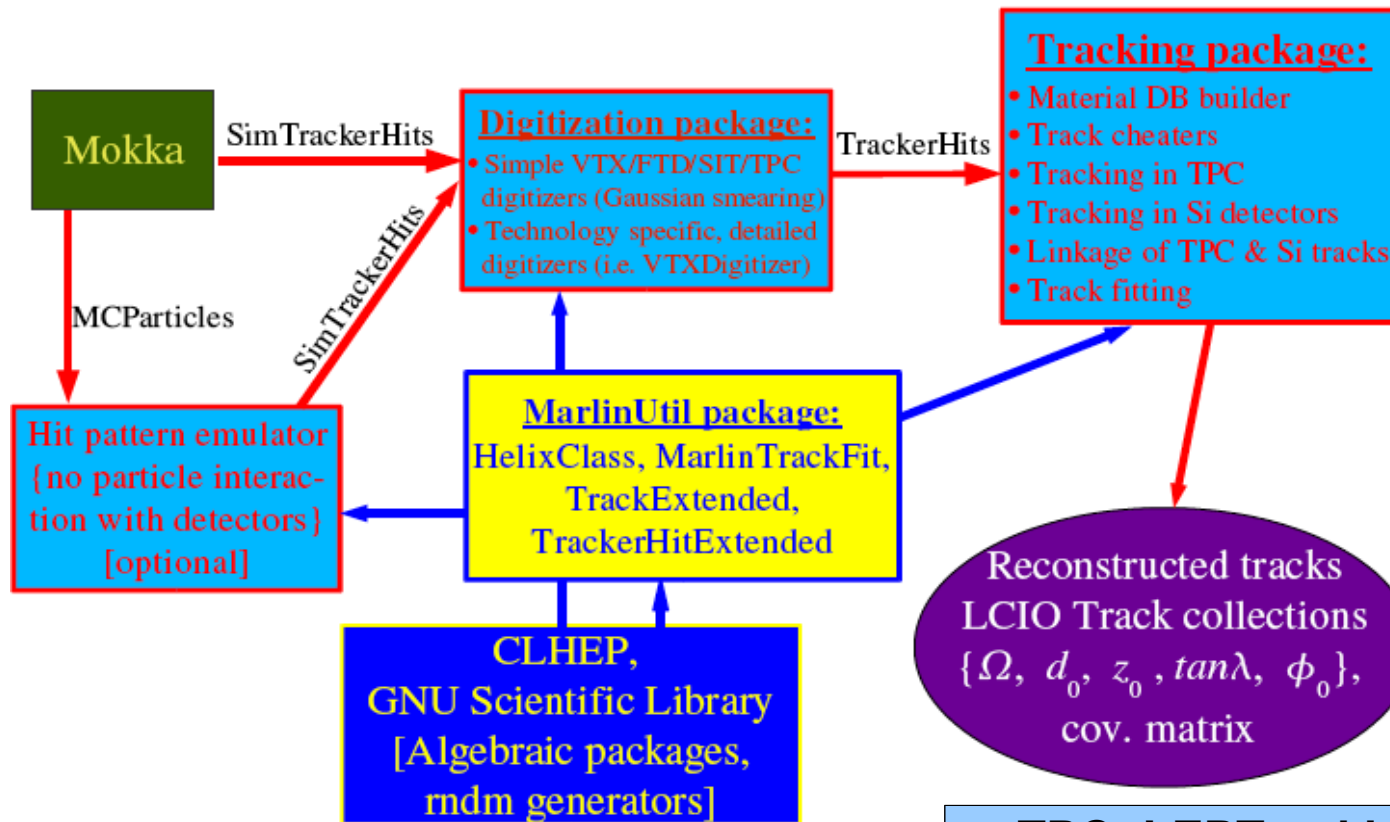 Mokka
SimTrackerHits
MCParticles
SimTrackerHits
Hit pattern emulator
{no particle interac-
tion with detectors}
[optional]
Digitization package:
• Simple VTX/FTD/SIT/TPC
digitizers (Gaussian smearing)
• Technology specific, detailed
digitizers (i.e. VTXDigitizer)
TrackerHits
Tracking package:
• Material DB builder
• Track cheaters
• Tracking in TPC
• Tracking in Si detectors
• Linkage of TPC & Si tracks
• Track fitting
MarlinUtil package:
HelixClass, MarlinTrackFit,
TrackExtended,
TrackerHitExtended
CLHEP,
GNU Scientific Library
[Algebraic packages,
rndm generators]
Reconstructed tracks
LCIO Track collections
{Ω, d₀, z₀ , tanλ, ϕ₀},
cov. matrix